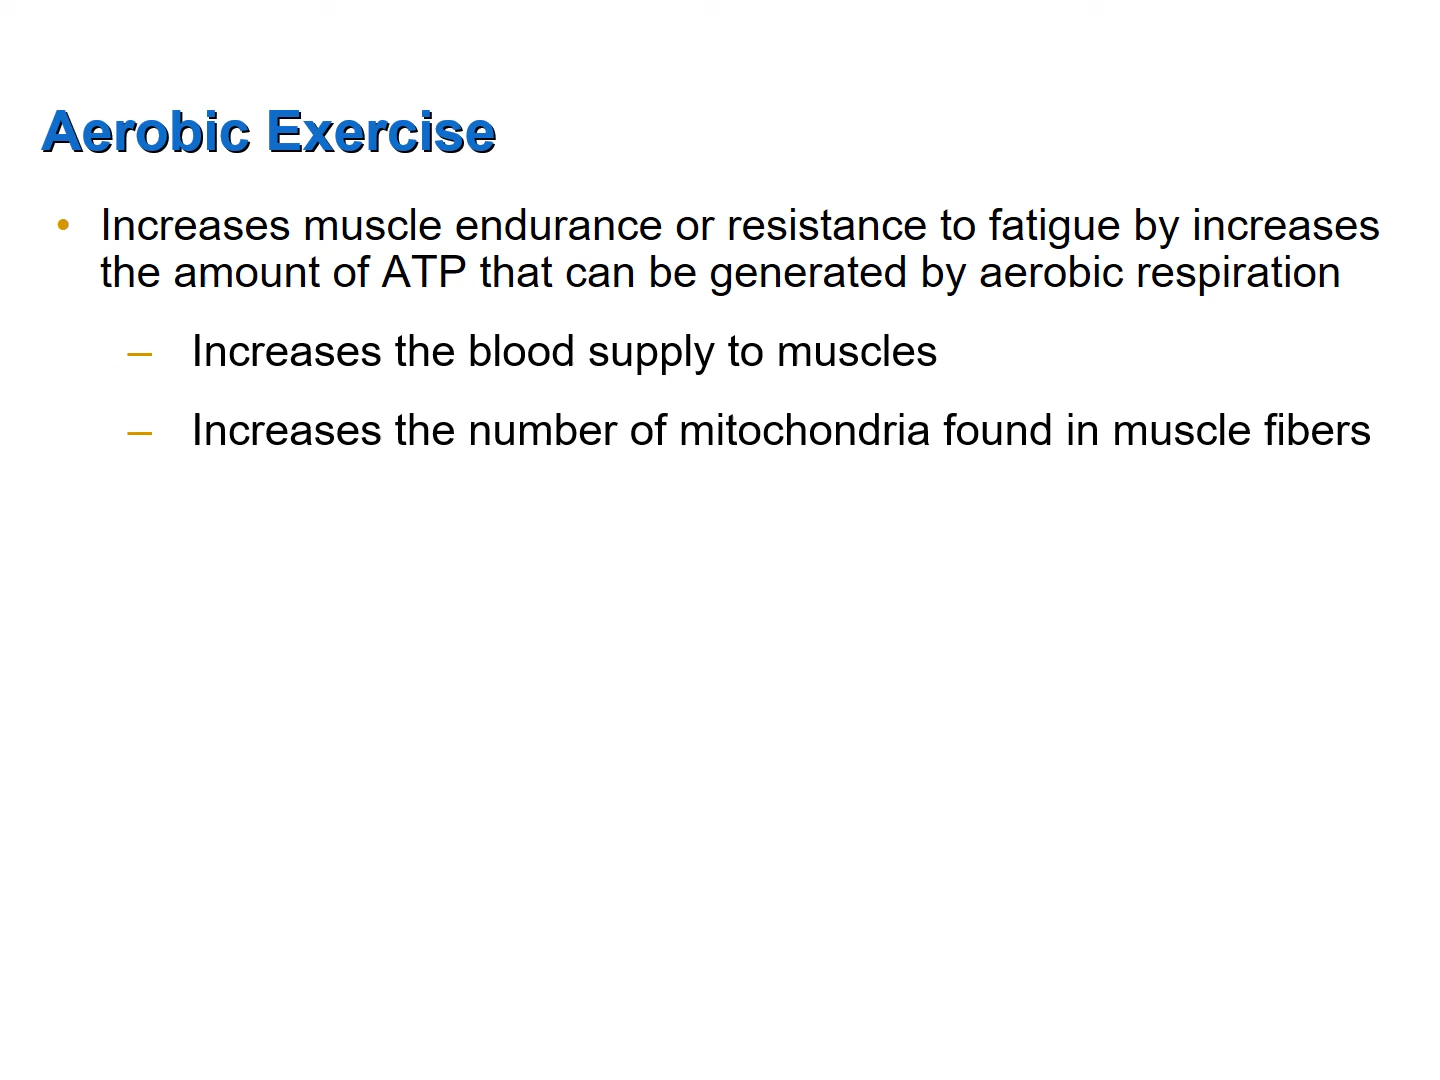 Aerobic Exercise
• Increases muscle endurance or resistance to fatigue by increases
the amount of ATP that can be generated by aerobic respiration
– Increases the blood supply to muscles
– Increases the number of mitochondria found in muscle fibers